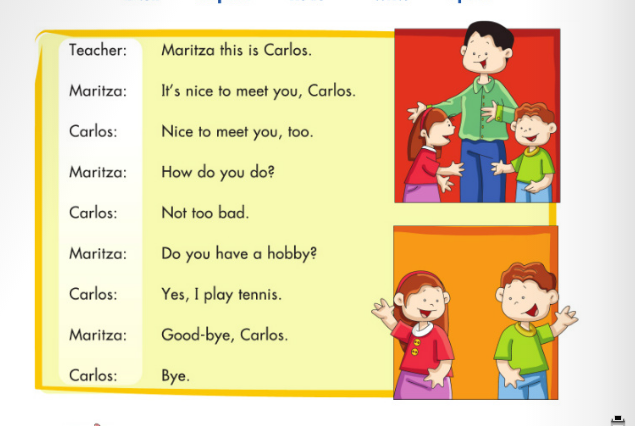 Teacher: Maritza this is Carlos.
Maritza: It's nice to meet you, Carlos.
Carlos: Nice to meet you, too.
Maritza: How do you do?
Carlos: Not too bad.
Maritza: Do you have a hobby?
Carlos: Yes, I play tennis.
Maritza: Good-bye, Carlos.
Carlos: Bye.